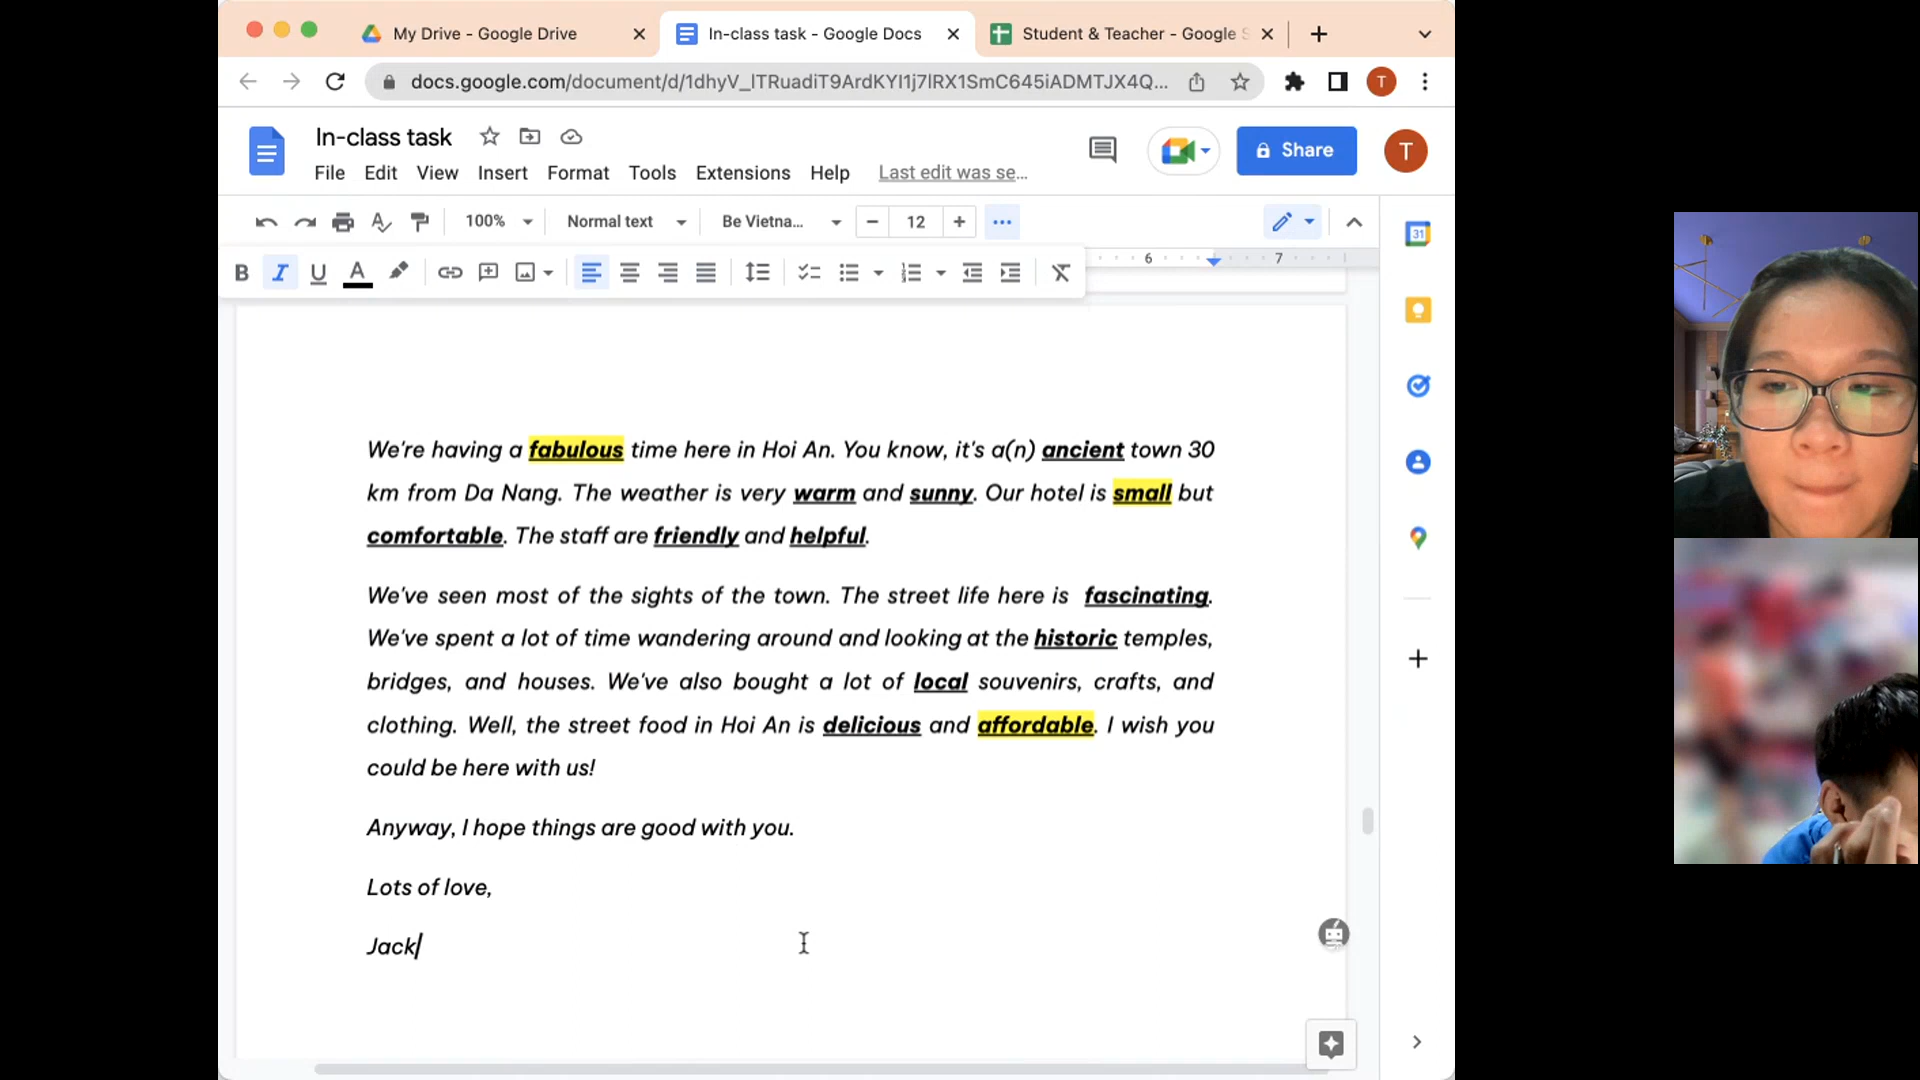 My Drive - Google Drive
In-class task - Google Docs
Student & Teacher - Google S
docs.google.com/document/d/1dhyV_lTRuadiT9ArdKYI1j7lRX1SmC645iADMTJX4Q...
T
In-class task
Share
T
File Edit View Insert Format Tools Extensions Help Last edit was se...
100% Normal text Be Vietna... 12
B I U A
6 7
31
We're having a fabulous time here in Hoi An. You know, it's a(n) ancient town 30
km from Da Nang. The weather is very warm and sunny. Our hotel is small but
comfortable. The staff are friendly and helpful.
We've seen most of the sights of the town. The street life here is fascinating.
We've spent a lot of time wandering around and looking at the historic temples,
bridges, and houses. We've also bought a lot of local souvenirs, crafts, and
clothing. Well, the street food in Hoi An is delicious and affordable. I wish you
could be here with us!
Anyway, I hope things are good with you.
Lots of love,
Jack